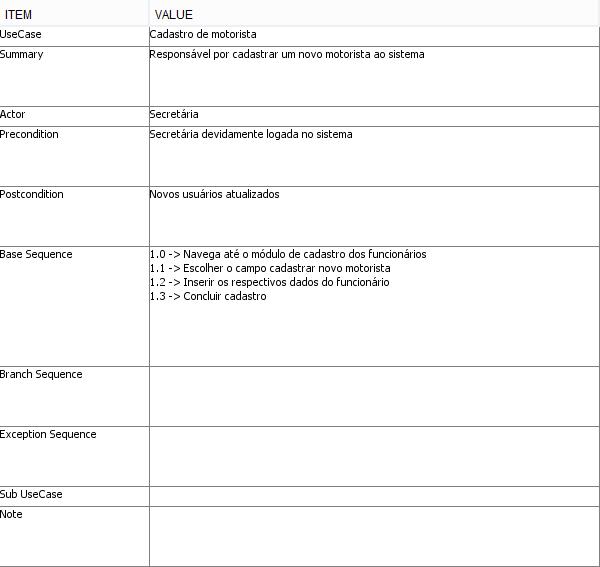 ITEM VALUE
UseCase Cadastro de motorista
Summary Responsável por cadastrar um novo motorista ao sistema
Actor Secretária
Precondition Secretária devidamente logada no sistema
Postcondition Novos usuários atualizados
Base Sequence 1.0 -> Navega até o módulo de cadastro dos funcionários
1.1 -> Escolher o campo cadastrar novo motorista
1.2 -> Inserir os respectivos dados do funcionário
1.3 -> Concluir cadastro
Branch Sequence
Exception Sequence
Sub UseCase
Note